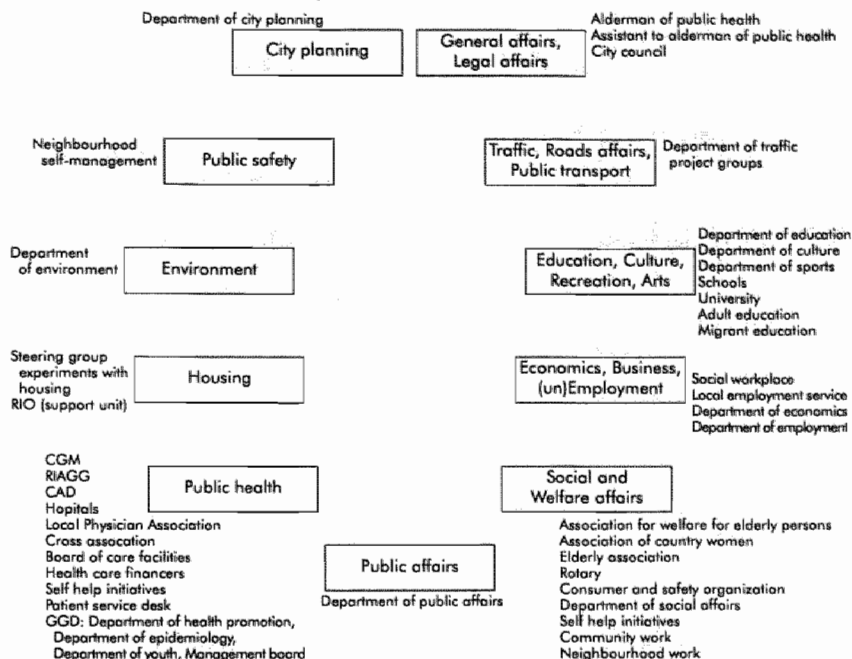 Department of city planning
City planning
General affairs,
Legal affairs
Alderman of public health
Assistant to alderman of public health
City council
Neighbourhood
self-management
Public safety
Traffic, Roads affairs,
Public transport
Department of traffic
project groups
Department
of environment
Environment
Education, Culture,
Recreation, Arts
Department of education
Department of culture
Department of sports
Schools
University
Adult education
Migrant education
Steering group
experiments with
housing
RIO (support unit)
Housing
Economics, Business,
(un)Employment
Social workplace
Local employment service
Department of economics
Department of employment
CGM
RIAGG
CAD
Hopitals
Local Physician Association
Cross assocation
Board of care facilities
Health care financers
Self help initiatives
Patient service desk
GGD: Department of health promotion,
Department of epidemiology,
Department of youth, Management board
Public health
Public affairs
Department of public affairs
Social and
Welfare affairs
Association for welfare for elderly persons
Association of country women
Elderly association
Rotary
Consumer and safety organization
Department of social affairs
Self help initiatives
Community work
Neighbourhood work